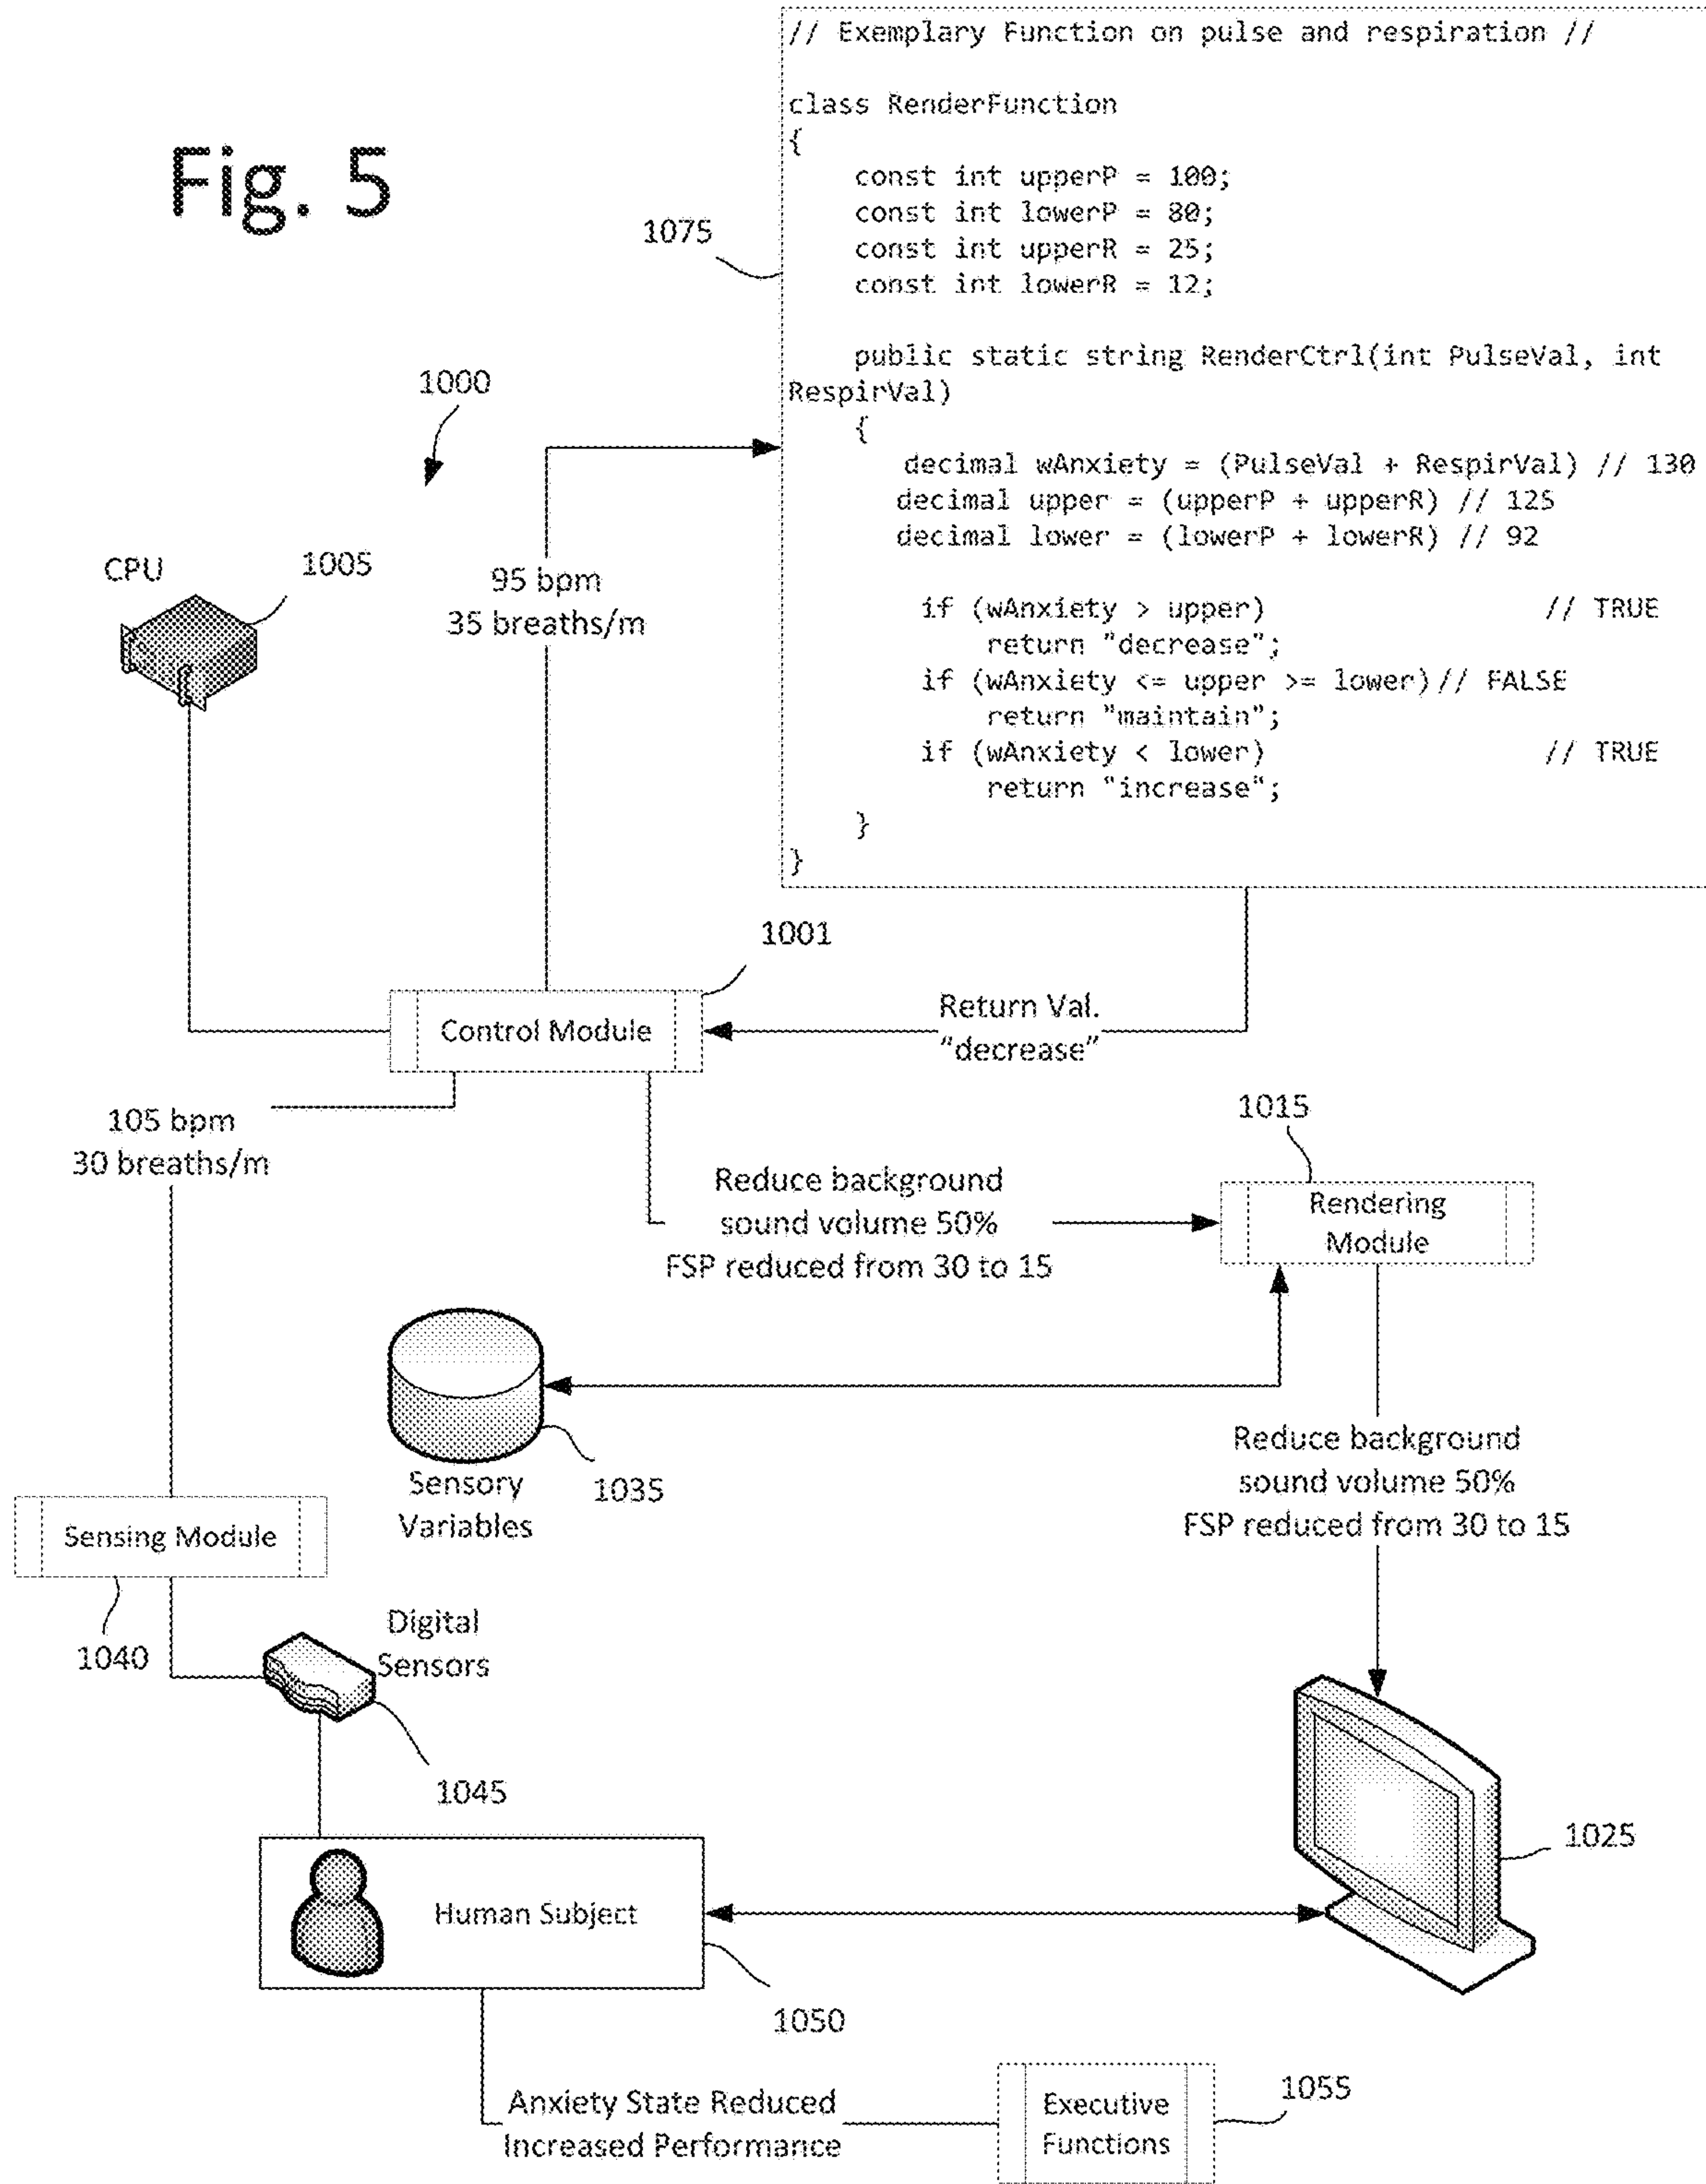 Fig. 5
// Exemplary Function on pulse and respiration //
class RenderFunction
{
const int upperP = 100;
const int lowerP = 80;
const int upperR = 25;
const int lowerR = 12;
public static string RenderCtrl(int PulseVal, int
RespirVal)
{
decimal wAnxiety = (PulseVal + RespirVal) // 130
decimal upper = (upperP + upperR) // 125
decimal lower = (lowerP + lowerR) // 92
if (wAnxiety > upper) // TRUE
return "decrease";
if (wAnxiety <= upper >= lower)// FALSE
return "maintain";
if (wAnxiety < lower) // TRUE
return "increase";
}
}
1075
1000
CPU
1005
95 bpm
35 breaths/m
1001
Control Module
Return Val.
"decrease"
105 bpm
30 breaths/m
1015
Reduce background
sound volume 50%
FSP reduced from 30 to 15
Rendering
Module
Sensory
Variables
1035
Reduce background
sound volume 50%
FSP reduced from 30 to 15
Sensing Module
1040
Digital
Sensors
1045
1025
Human Subject
1050
Anxiety State Reduced
Increased Performance
Executive
Functions
1055